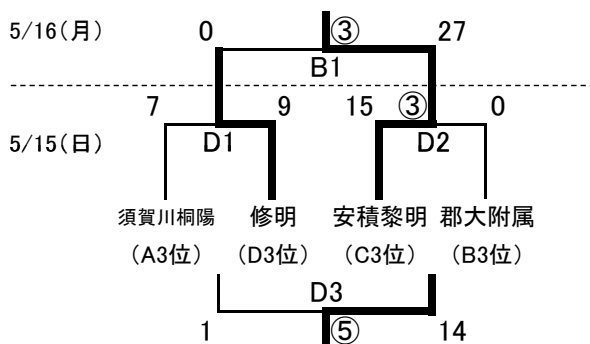 5/16(月) 0 ③ 27
B1
7 9 15 ③ 0
5/15(日) D1 D2
須賀川桐陽 修明 安積黎明 郡大附属
(A3位) (D3位) (C3位) (B3位)
D3
1 ⑤ 14